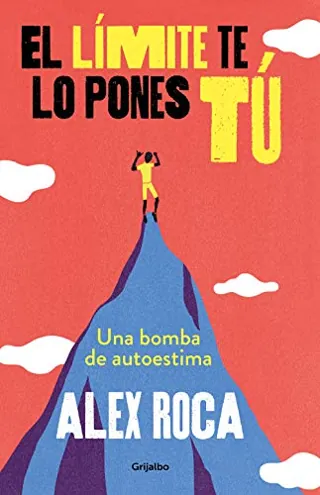 EL LÍMITE TE
LO PONES TÚ
Una bomba
de autoestima
ALEX ROCA
Grijalbo